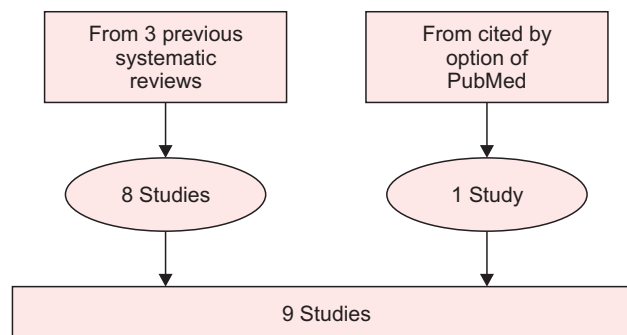 From 3 previous
systematic
reviews
From cited by
option of
PubMed
8 Studies
1 Study
9 Studies